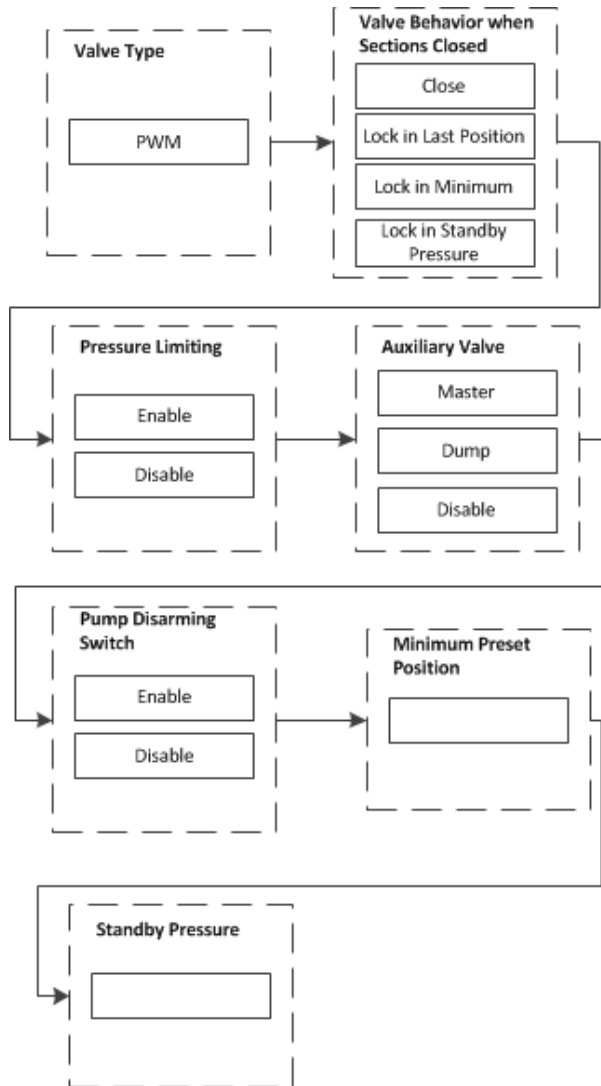 Valve Type
PWM
Valve Behavior when
Sections Closed
Close
Lock in Last Position
Lock in Minimum
Lock in Standby
Pressure
Pressure Limiting
Enable
Disable
Auxiliary Valve
Master
Dump
Disable
Pump Disarming
Switch
Enable
Disable
Minimum Preset
Position
Standby Pressure